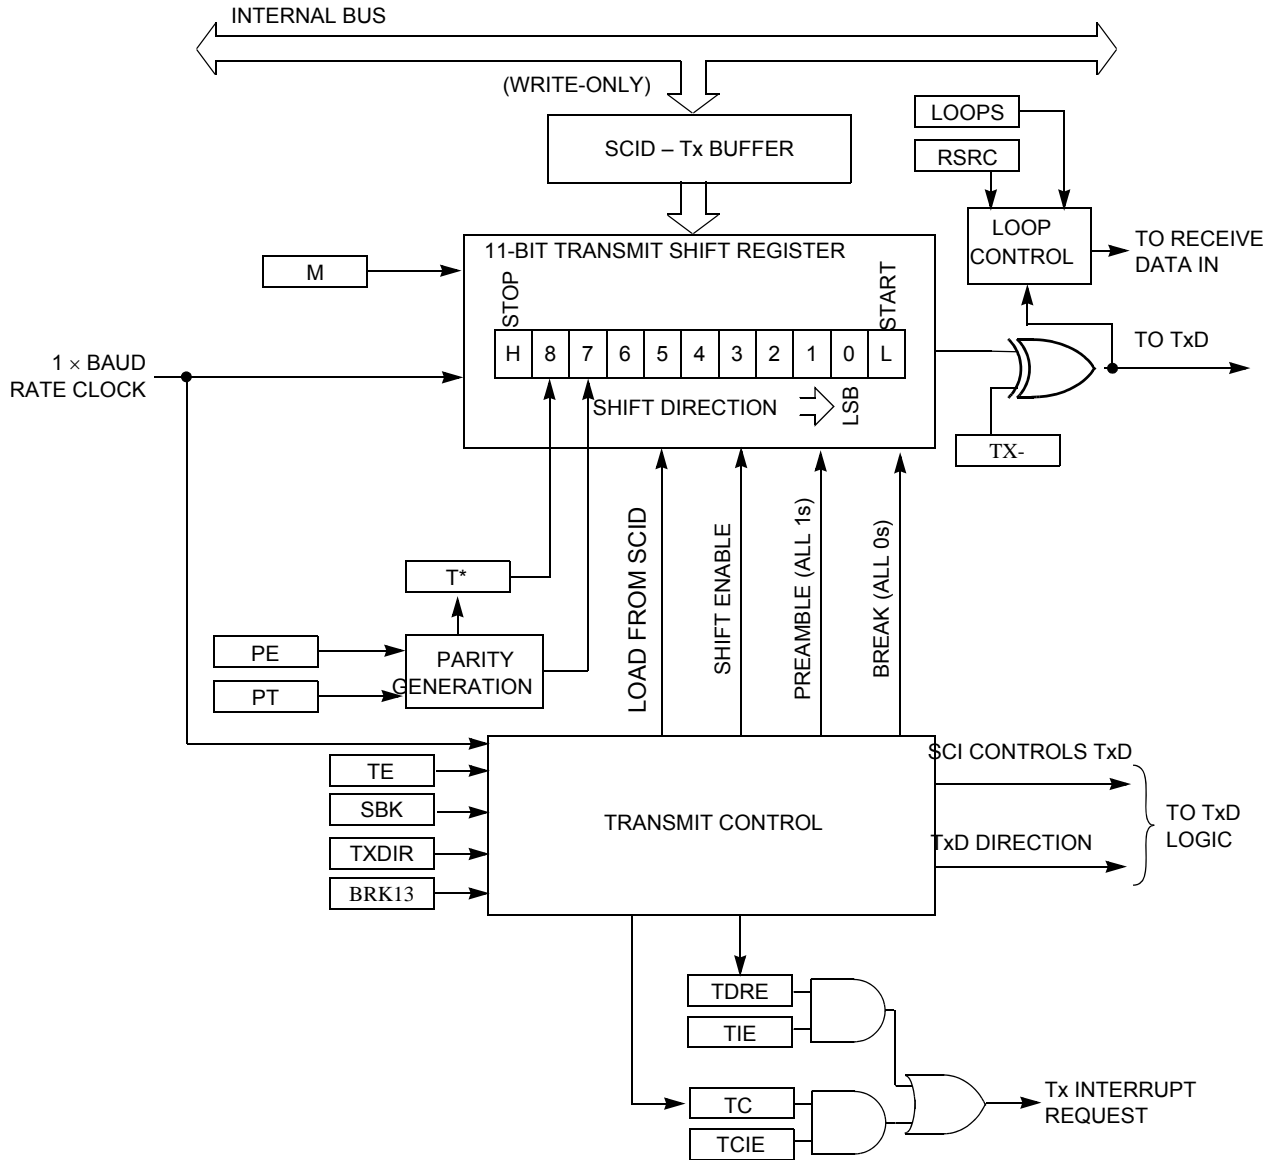 INTERNAL BUS
(WRITE-ONLY)
SCID – Tx BUFFER
LOOPS
RSRC
LOOP
CONTROL
TO RECEIVE
DATA IN
11-BIT TRANSMIT SHIFT REGISTER
M
STOP
START
H 8 7 6 5 4 3 2 1 0 L
1 × BAUD
RATE CLOCK
SHIFT DIRECTION
LSB
TO TxD
TX-
LOAD FROM SCID
SHIFT ENABLE
PREAMBLE (ALL 1s)
BREAK (ALL 0s)
T*
PE
PT
PARITY
GENERATION
TE
SBK
TXDIR
BRK13
TRANSMIT CONTROL
SCI CONTROLS TxD
TxD DIRECTION
TO TxD
LOGIC
TDRE
TIE
TC
TCIE
Tx INTERRUPT
REQUEST